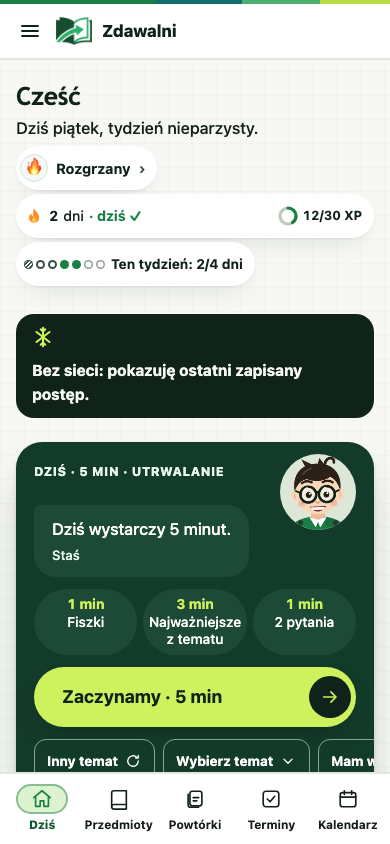 Zdawalni
Cześć
Dziś piątek, tydzień nieparzysty.
Rozgrzany ›
2 dni · dziś ✓
12/30 XP
Ten tydzień: 2/4 dni
Bez sieci: pokazuję ostatni zapisany
postęp.
DZIŚ · 5 MIN · UTRWALANIE
Dziś wystarczy 5 minut.
Staś
1 min
Fiszki
3 min
Najważniejsze
z tematu
1 min
2 pytania
Zaczynamy · 5 min
Inny temat
Wybierz temat
Mam w
Dziś
Przedmioty
Powtórki
Terminy
Kalendarz